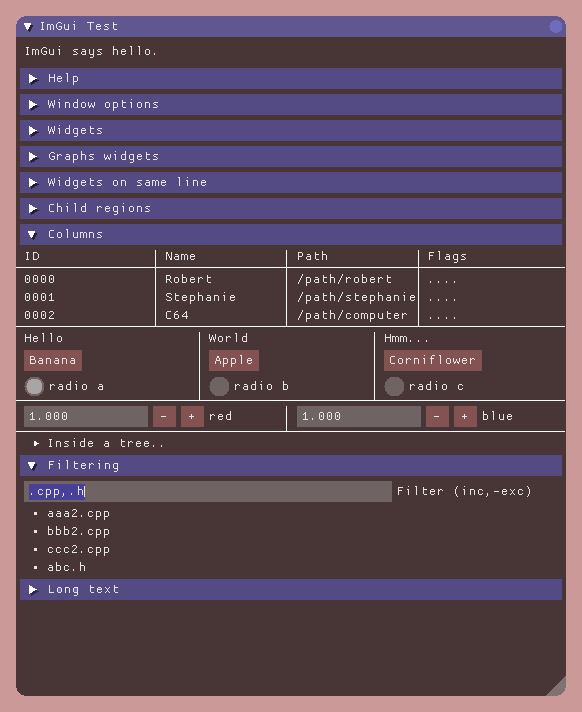 ImGui Test
ImGui says hello.
Help
Window options
Widgets
Graphs widgets
Widgets on same line
Child regions
Columns
ID Name Path Flags
0000 Robert /path/robert ....
0001 Stephanie /path/stephanie ....
0002 C64 /path/computer ....
Hello World Hmm...
Banana Apple Corniflower
radio a radio b radio c
1.000 - + red 1.000 - + blue
Inside a tree..
Filtering
.cpp,.h Filter (inc,-exc)
• aaa2.cpp
• bbb2.cpp
• ccc2.cpp
• abc.h
Long text